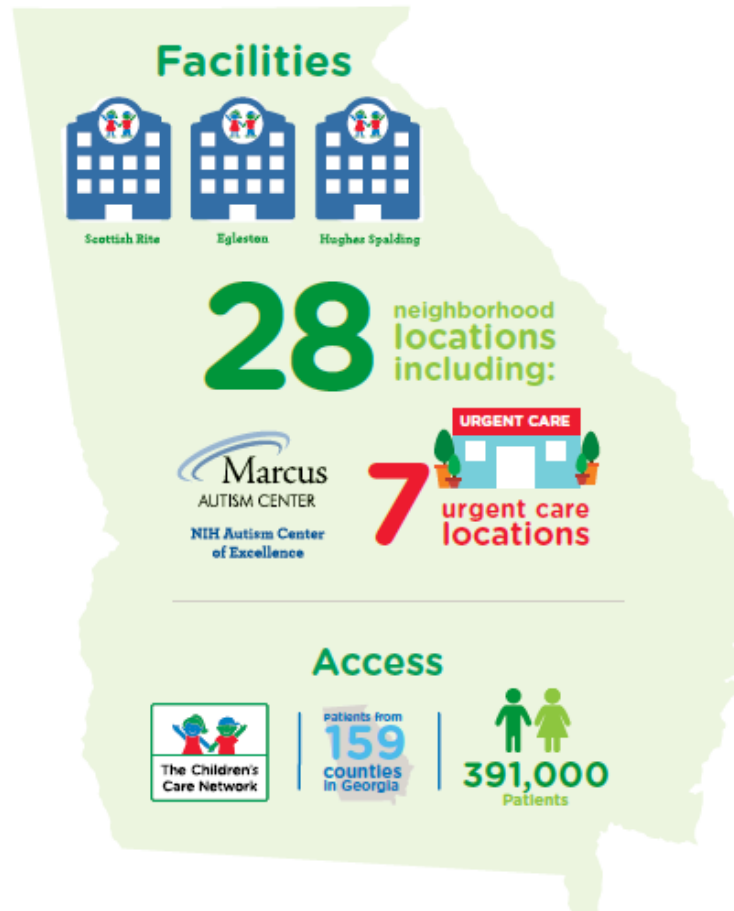 Facilities
Scottish Rite
Egleston
Hughes Spalding
28
neighborhood
locations
including:
Marcus
AUTISM CENTER
NIH Autism Center
of Excellence
URGENT CARE
7
urgent care
locations
Access
The Children's
Care Network
Patients from
159
counties
in Georgia
391,000
Patients